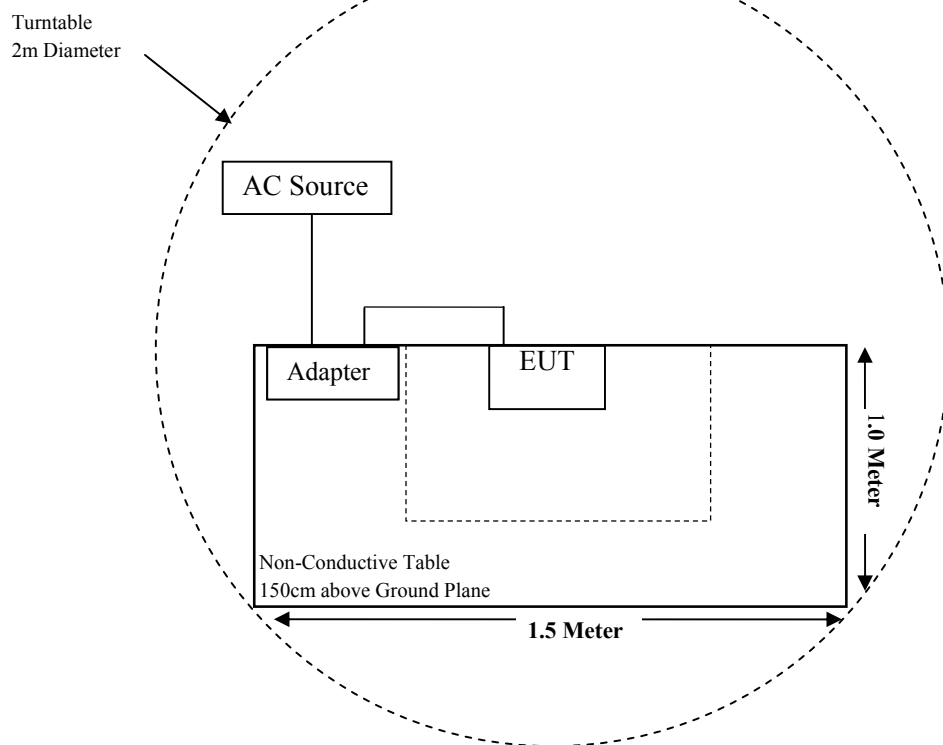 Turntable
2m Diameter
AC Source
Adapter
EUT
1.0 Meter
Non-Conductive Table
150cm above Ground Plane
1.5 Meter